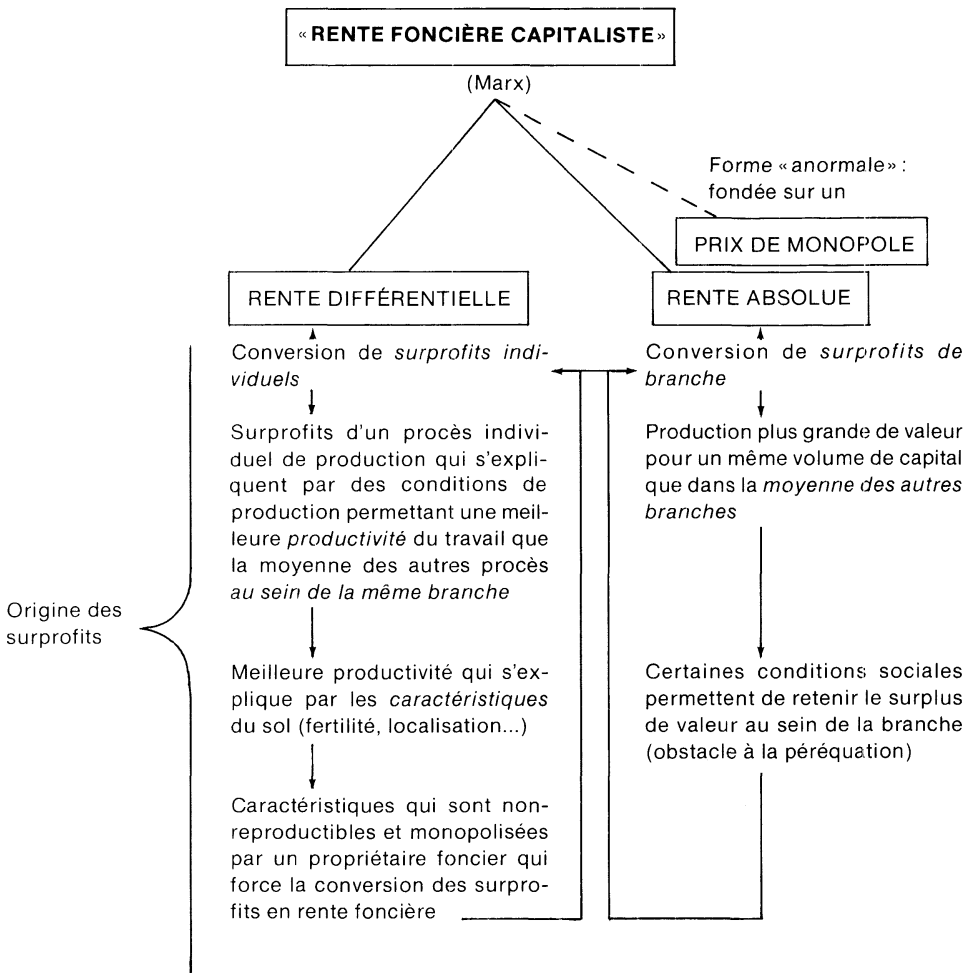 « RENTE FONCIÈRE CAPITALISTE »
(Marx)
Forme « anormale » :
fondée sur un
PRIX DE MONOPOLE
RENTE DIFFÉRENTIELLE
RENTE ABSOLUE
Conversion de surprofits indi-
viduels
Surprofits d'un procès indivi-
duel de production qui s'expli-
quent par des conditions de
production permettant une meil-
leure productivité du travail que
la moyenne des autres procès
au sein de la même branche
Meilleure productivité qui s'ex-
plique par les caractéristiques
du sol (fertilité, localisation...)
Caractéristiques qui sont non-
reproductibles et monopolisées
par un propriétaire foncier qui
force la conversion des surpro-
fits en rente foncière
Conversion de surprofits de
branche
Production plus grande de valeur
pour un même volume de capital
que dans la moyenne des autres
branches
Certaines conditions sociales
permettent de retenir le surplus
de valeur au sein de la branche
(obstacle à la péréquation)
Origine des
surprofits